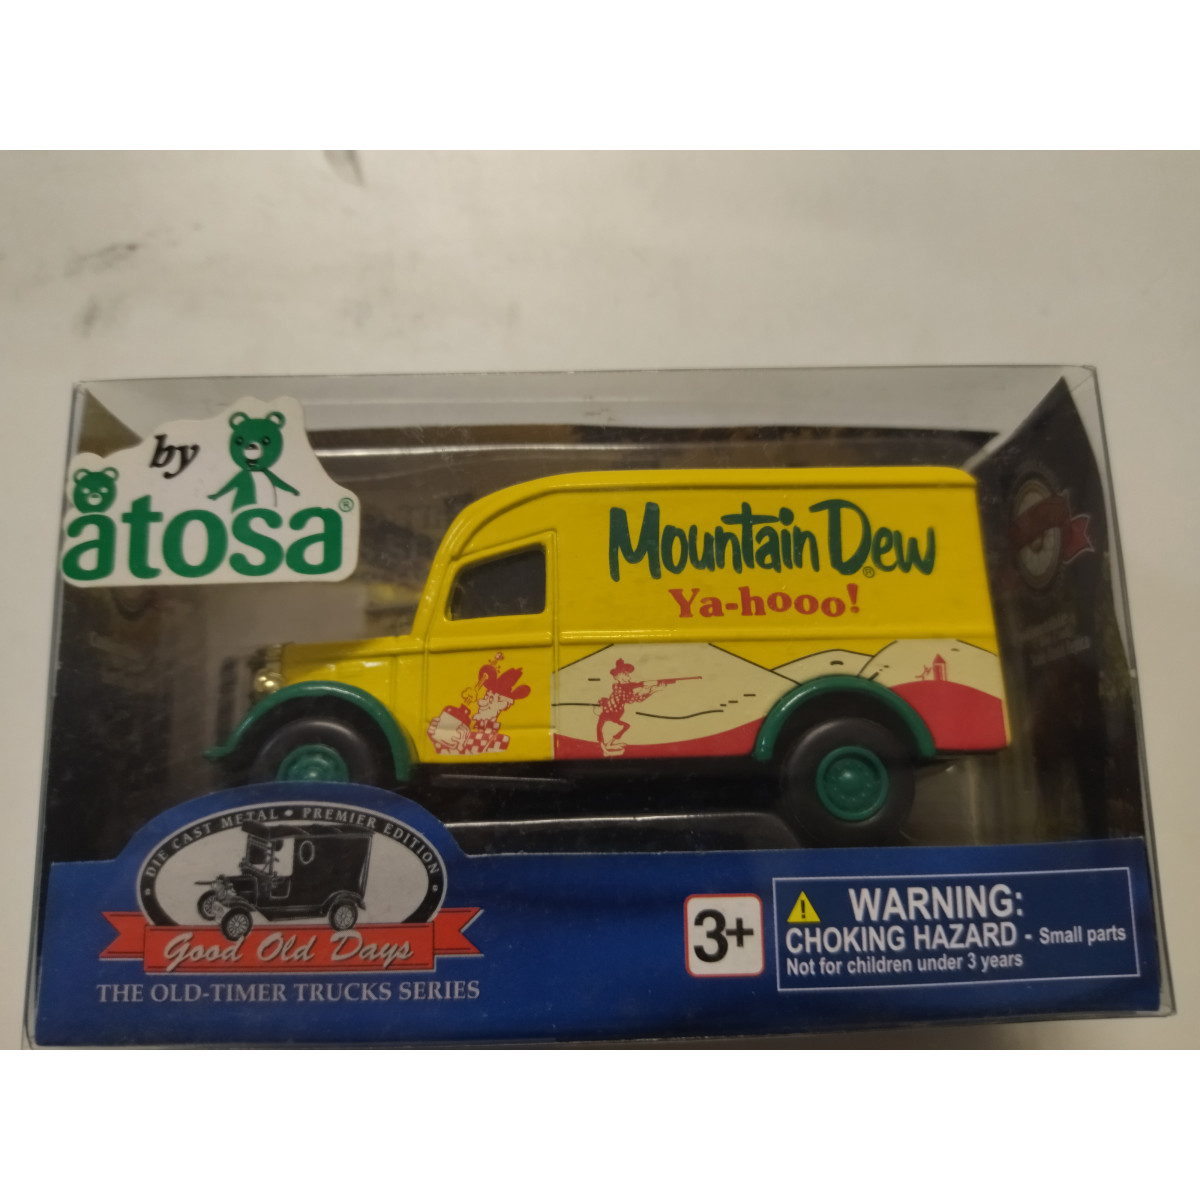 by
atosa®
Mountain Dew®
Ya-hooo!
DIE CAST METAL • PREMIER EDITION
Good Old Days
THE OLD-TIMER TRUCKS SERIES
3+
WARNING:
CHOKING HAZARD - Small parts
Not for children under 3 years